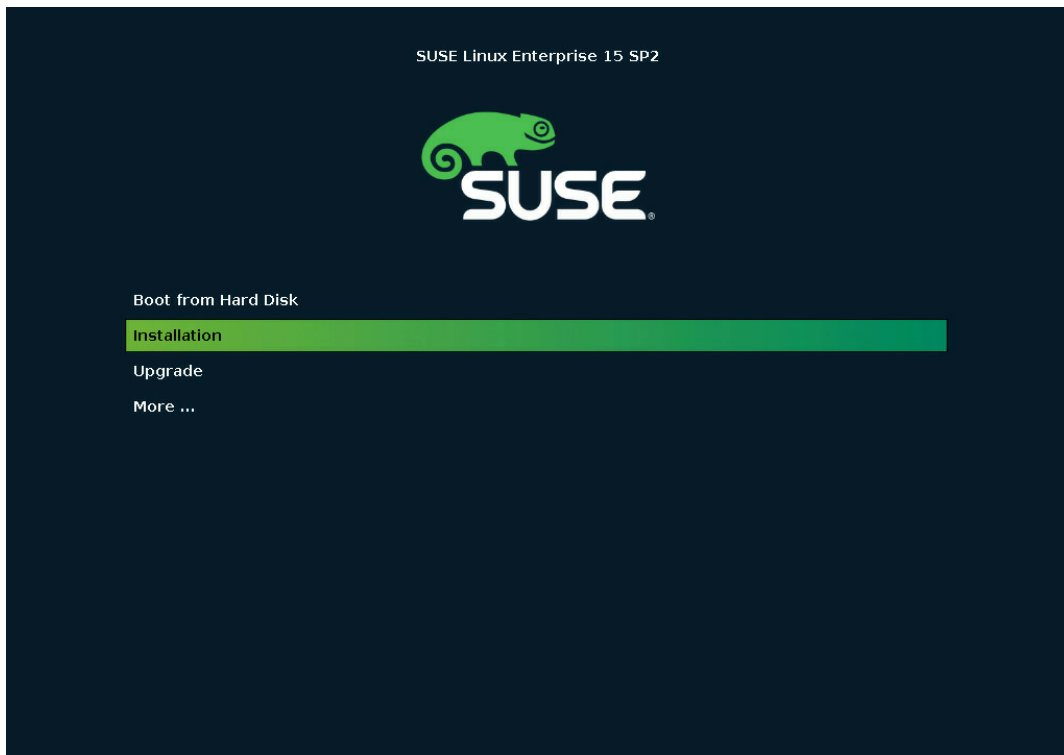 SUSE Linux Enterprise 15 SP2
SUSE®
Boot from Hard Disk
Installation
Upgrade
More ...